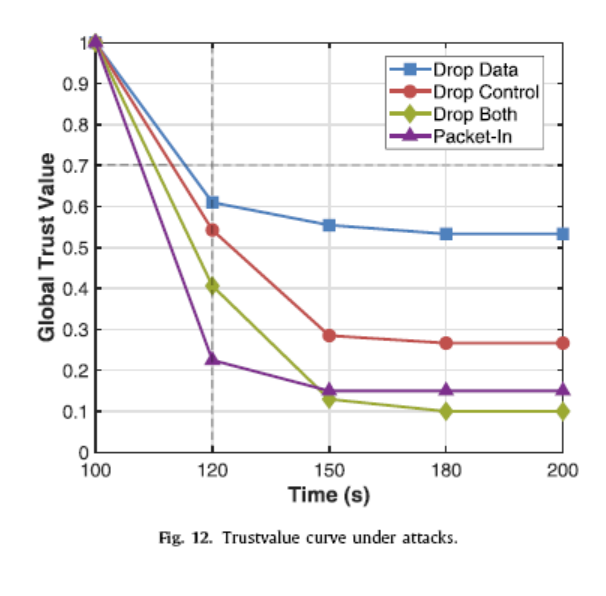 1
0.9
0.8
0.7
0.6
0.5
0.4
0.3
0.2
0.1
0
Global Trust Value
Drop Data
Drop Control
Drop Both
Packet-In
100 120 150 180 200
Time (s)
Fig. 12. Trustvalue curve under attacks.